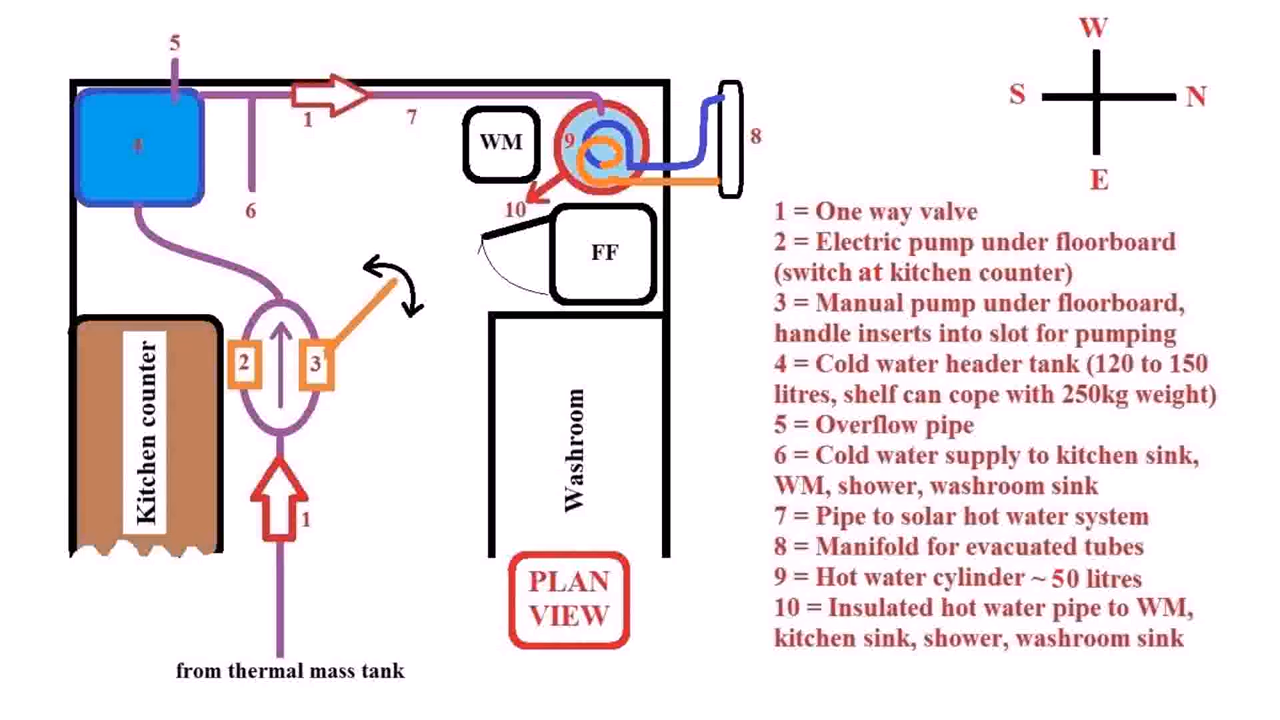 W
S
N
E
5
4
1
7
6
WM
9
8
10
FF
2
3
Kitchen counter
Washroom
1
PLAN
VIEW
from thermal mass tank
1 = One way valve
2 = Electric pump under floorboard
(switch at kitchen counter)
3 = Manual pump under floorboard,
handle inserts into slot for pumping
4 = Cold water header tank (120 to 150
litres, shelf can cope with 250kg weight)
5 = Overflow pipe
6 = Cold water supply to kitchen sink,
WM, shower, washroom sink
7 = Pipe to solar hot water system
8 = Manifold for evacuated tubes
9 = Hot water cylinder ~ 50 litres
10 = Insulated hot water pipe to WM,
kitchen sink, shower, washroom sink